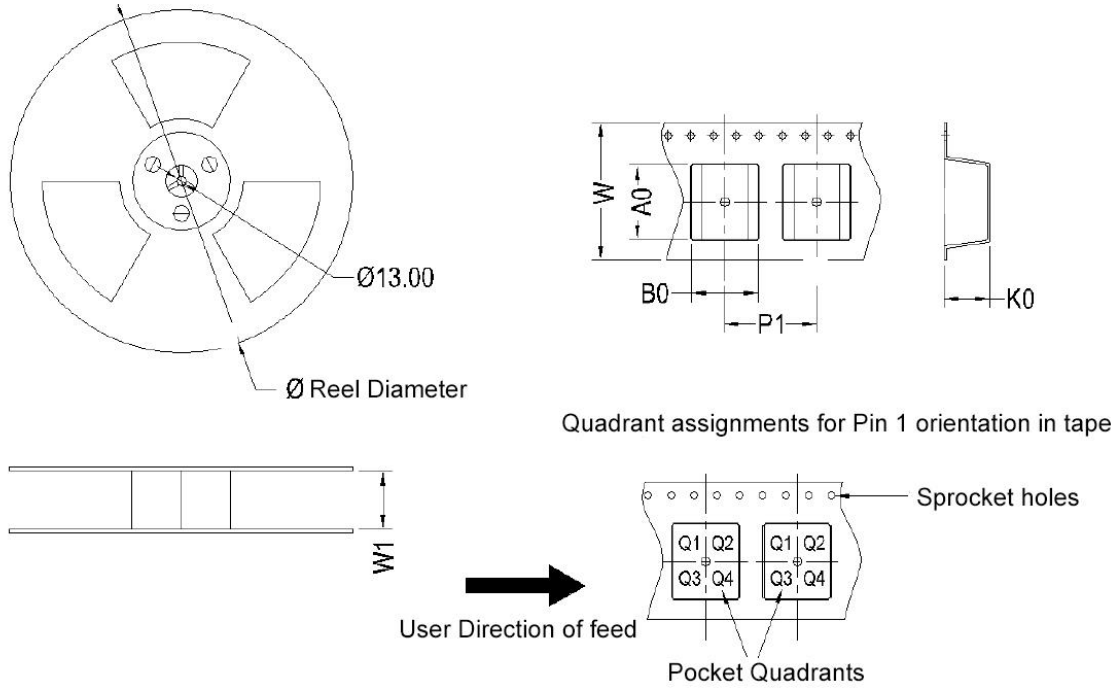 W
A0
Ø13.00
B0
K0
P1
Ø Reel Diameter
Quadrant assignments for Pin 1 orientation in tape
Sprocket holes
W1
Q1 Q2 Q1 Q2
Q3 Q4 Q3 Q4
User Direction of feed
Pocket Quadrants